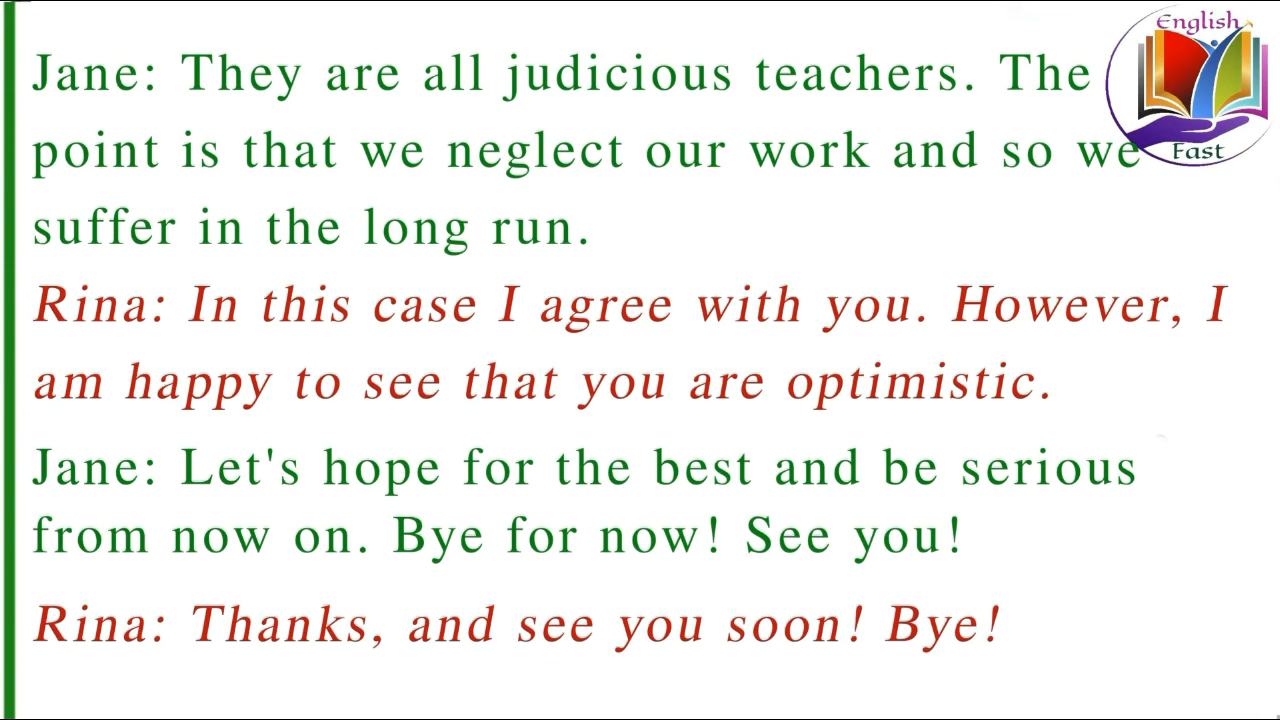 English
Jane: They are all judicious teachers. The
point is that we neglect our work and so we
Fast
suffer in the long run.
Rina: In this case I agree with you. However, I
am happy to see that you are optimistic.
Jane: Let's hope for the best and be serious
from now on. Bye for now! See you!
Rina: Thanks, and see you soon! Bye!